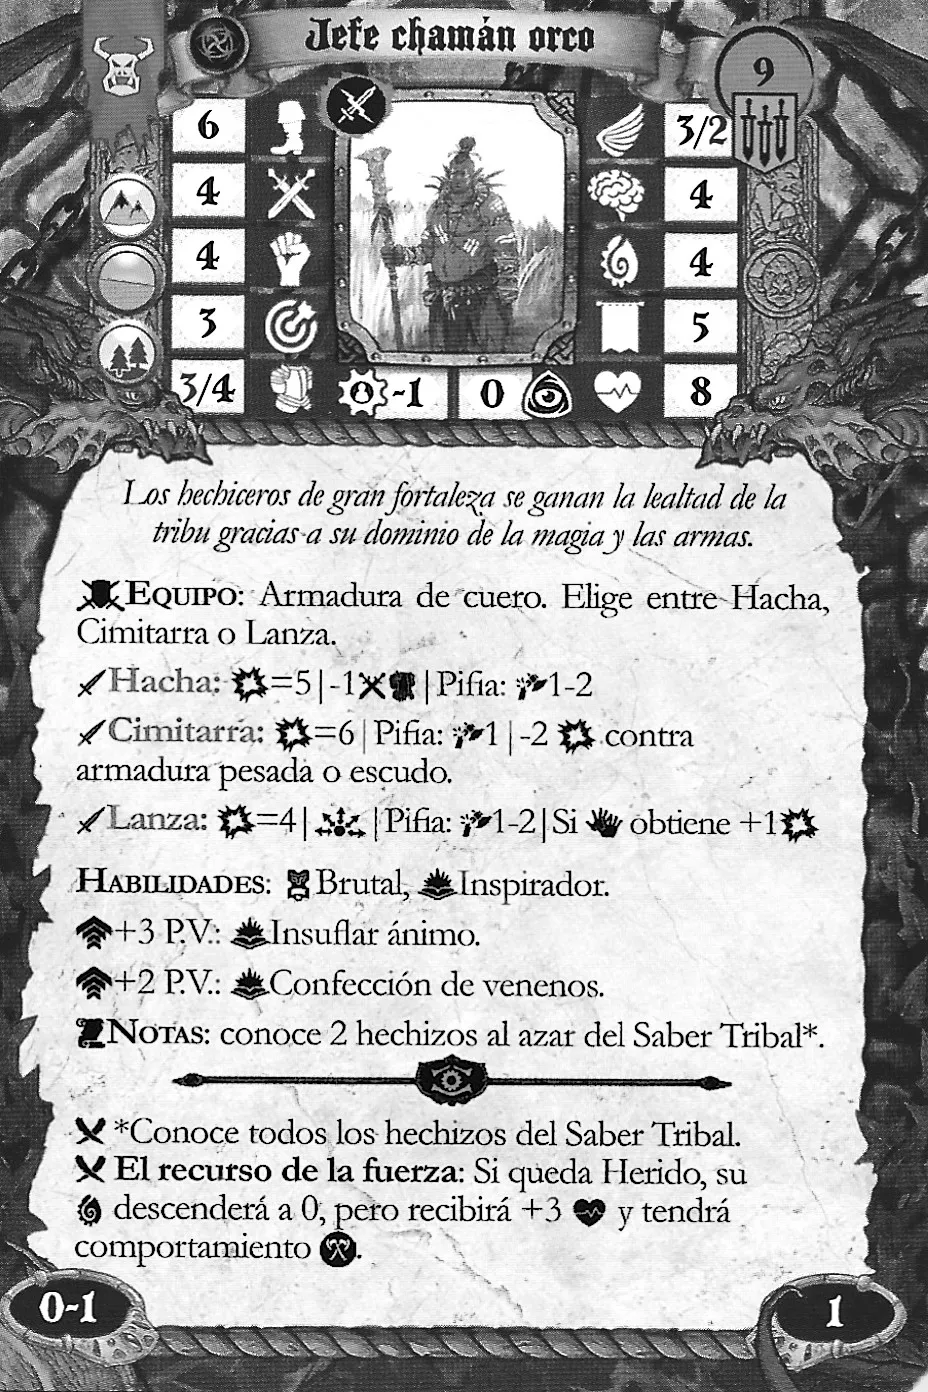 Jefe chamán orco
9
6
3/2
4
4
4
4
3
5
3/4
-1
0
8
Los hechiceros de gran fortaleza se ganan la lealtad de la
tribu gracias a su dominio de la magia y las armas.
EQUIPO: Armadura de cuero. Elige entre Hacha,
Cimitarra o Lanza.
Hacha: =5 | -1 | Pifia: 1-2
Cimitarra: =6 | Pifia: 1 | -2 contra
armadura pesada o escudo.
Lanza: =4 | | Pifia: 1-2 | Si obtiene +1
HABILIDADES: Brutal, Inspirador.
+3 P.V.: Insuflar ánimo.
+2 P.V.: Confección de venenos.
NOTAS: conoce 2 hechizos al azar del Saber Tribal*.
*Conoce todos los hechizos del Saber Tribal.
El recurso de la fuerza: Si queda Herido, su
descenderá a 0, pero recibirá +3 y tendrá
comportamiento .
0-1
1